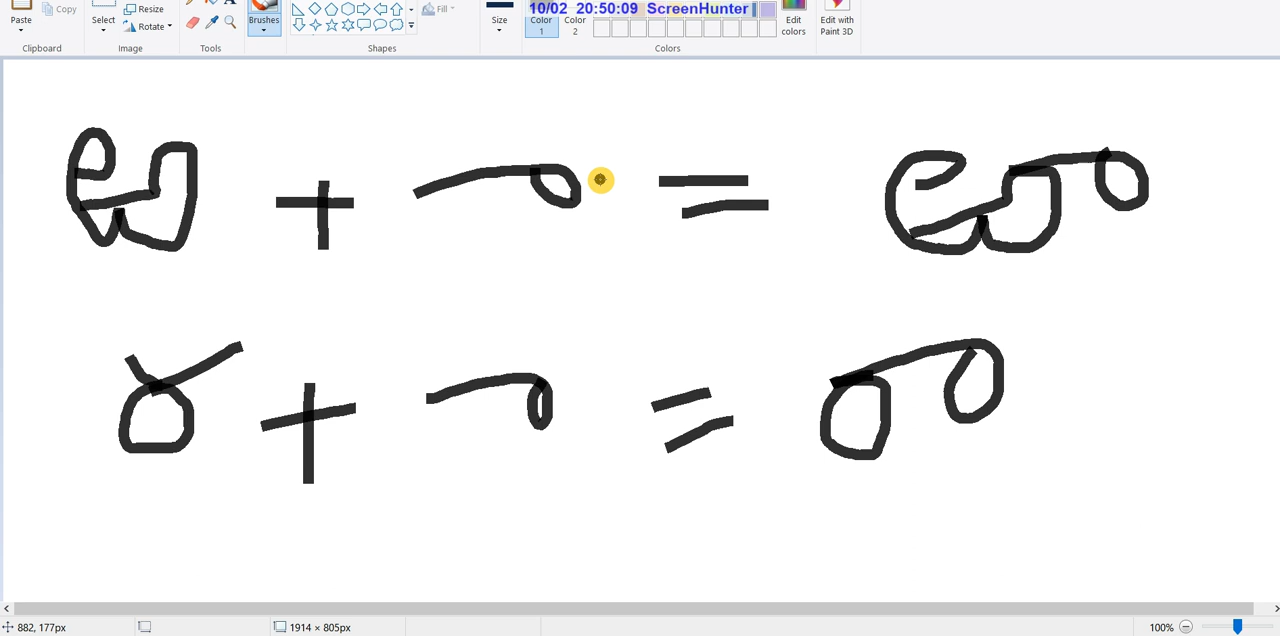 Paste Copy Select Resize Rotate Brushes Fill Size Color 1 Color 2 10/02 20:50:09 ScreenHunter Edit colors Edit with Paint 3D
Clipboard Image Tools Shapes Colors
ల + ా = లా
ర + ా = రా
882, 177px 1914 × 805px 100%